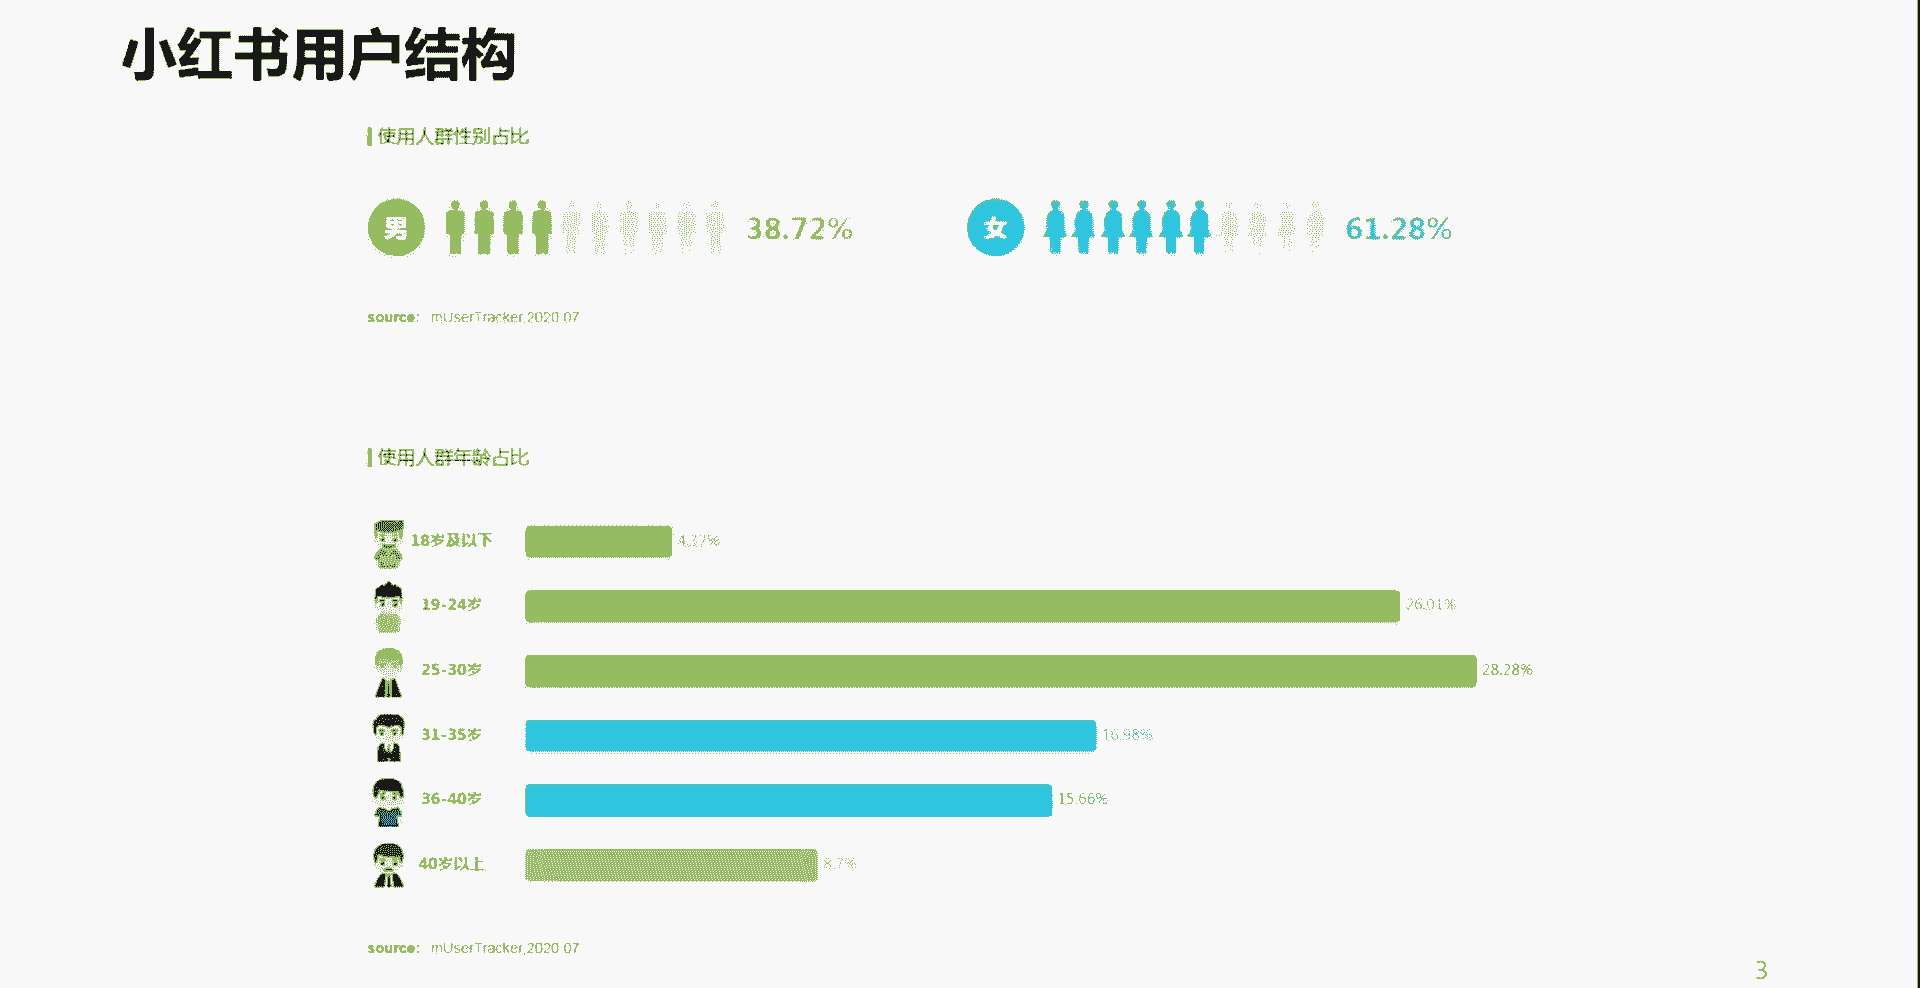 小红书用户结构
使用人群性别占比
男 38.72% 女 61.28%
source: mUserTracker,2020.07
使用人群年龄占比
18岁及以下 4.37%
19-24岁 26.01%
25-30岁 28.28%
31-35岁 16.98%
36-40岁 15.66%
40岁以上 8.7%
source: mUserTracker,2020.07
3